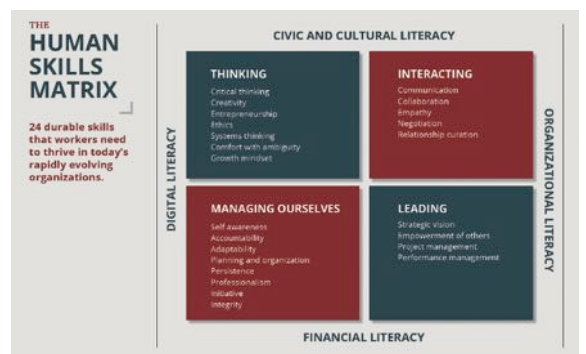 THE
HUMAN
SKILLS
MATRIX
24 durable skills
that workers need
to thrive in today's
rapidly evolving
organizations.
CIVIC AND CULTURAL LITERACY
DIGITAL LITERACY
THINKING
Critical thinking
Creativity
Entrepreneurship
Ethics
Systems thinking
Comfort with ambiguity
Growth mindset
INTERACTING
Communication
Collaboration
Empathy
Negotiation
Relationship curation
MANAGING OURSELVES
Self awareness
Accountability
Adaptability
Planning and organization
Persistence
Professionalism
Initiative
Integrity
LEADING
Strategic vision
Empowerment of others
Project management
Performance management
ORGANIZATIONAL LITERACY
FINANCIAL LITERACY